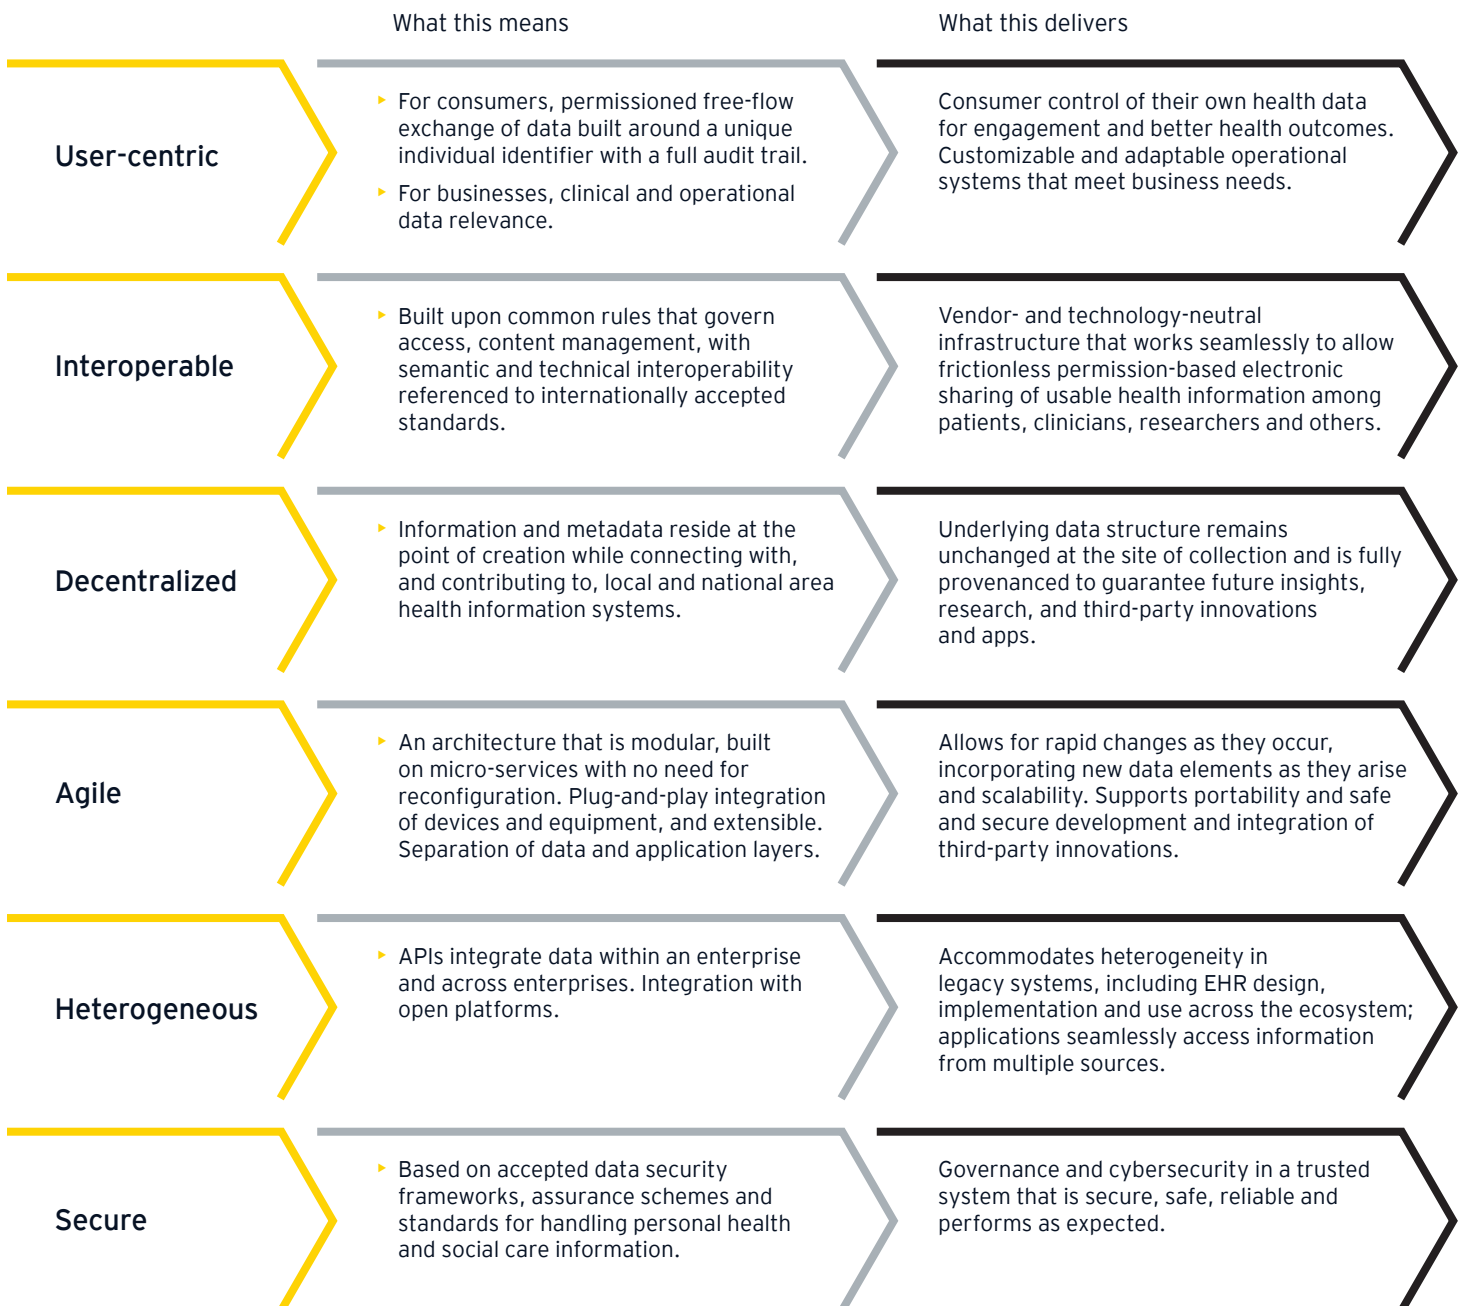 What this means
What this delivers
User-centric
For consumers, permissioned free-flow
exchange of data built around a unique
individual identifier with a full audit trail.
For businesses, clinical and operational
data relevance.
Consumer control of their own health data
for engagement and better health outcomes.
Customizable and adaptable operational
systems that meet business needs.
Interoperable
Built upon common rules that govern
access, content management, with
semantic and technical interoperability
referenced to internationally accepted
standards.
Vendor- and technology-neutral
infrastructure that works seamlessly to allow
frictionless permission-based electronic
sharing of usable health information among
patients, clinicians, researchers and others.
Decentralized
Information and metadata reside at the
point of creation while connecting with,
and contributing to, local and national area
health information systems.
Underlying data structure remains
unchanged at the site of collection and is fully
provenanced to guarantee future insights,
research, and third-party innovations
and apps.
Agile
An architecture that is modular, built
on micro-services with no need for
reconfiguration. Plug-and-play integration
of devices and equipment, and extensible.
Separation of data and application layers.
Allows for rapid changes as they occur,
incorporating new data elements as they arise
and scalability. Supports portability and safe
and secure development and integration of
third-party innovations.
Heterogeneous
APIs integrate data within an enterprise
and across enterprises. Integration with
open platforms.
Accommodates heterogeneity in
legacy systems, including EHR design,
implementation and use across the ecosystem;
applications seamlessly access information
from multiple sources.
Secure
Based on accepted data security
frameworks, assurance schemes and
standards for handling personal health
and social care information.
Governance and cybersecurity in a trusted
system that is secure, safe, reliable and
performs as expected.